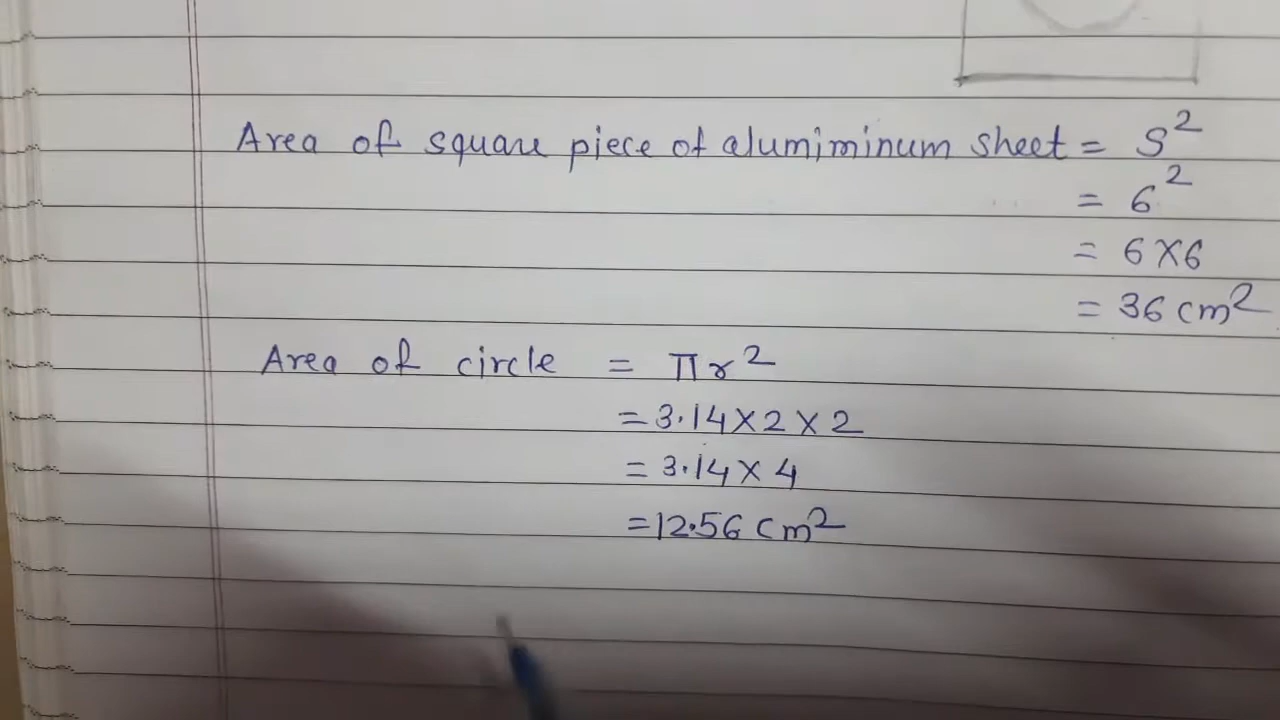 Area of square piece of alumiminum sheet = S²
= 6²
= 6×6
= 36 cm²
Area of circle = πr²
= 3.14×2×2
= 3.14×4
= 12.56 cm²